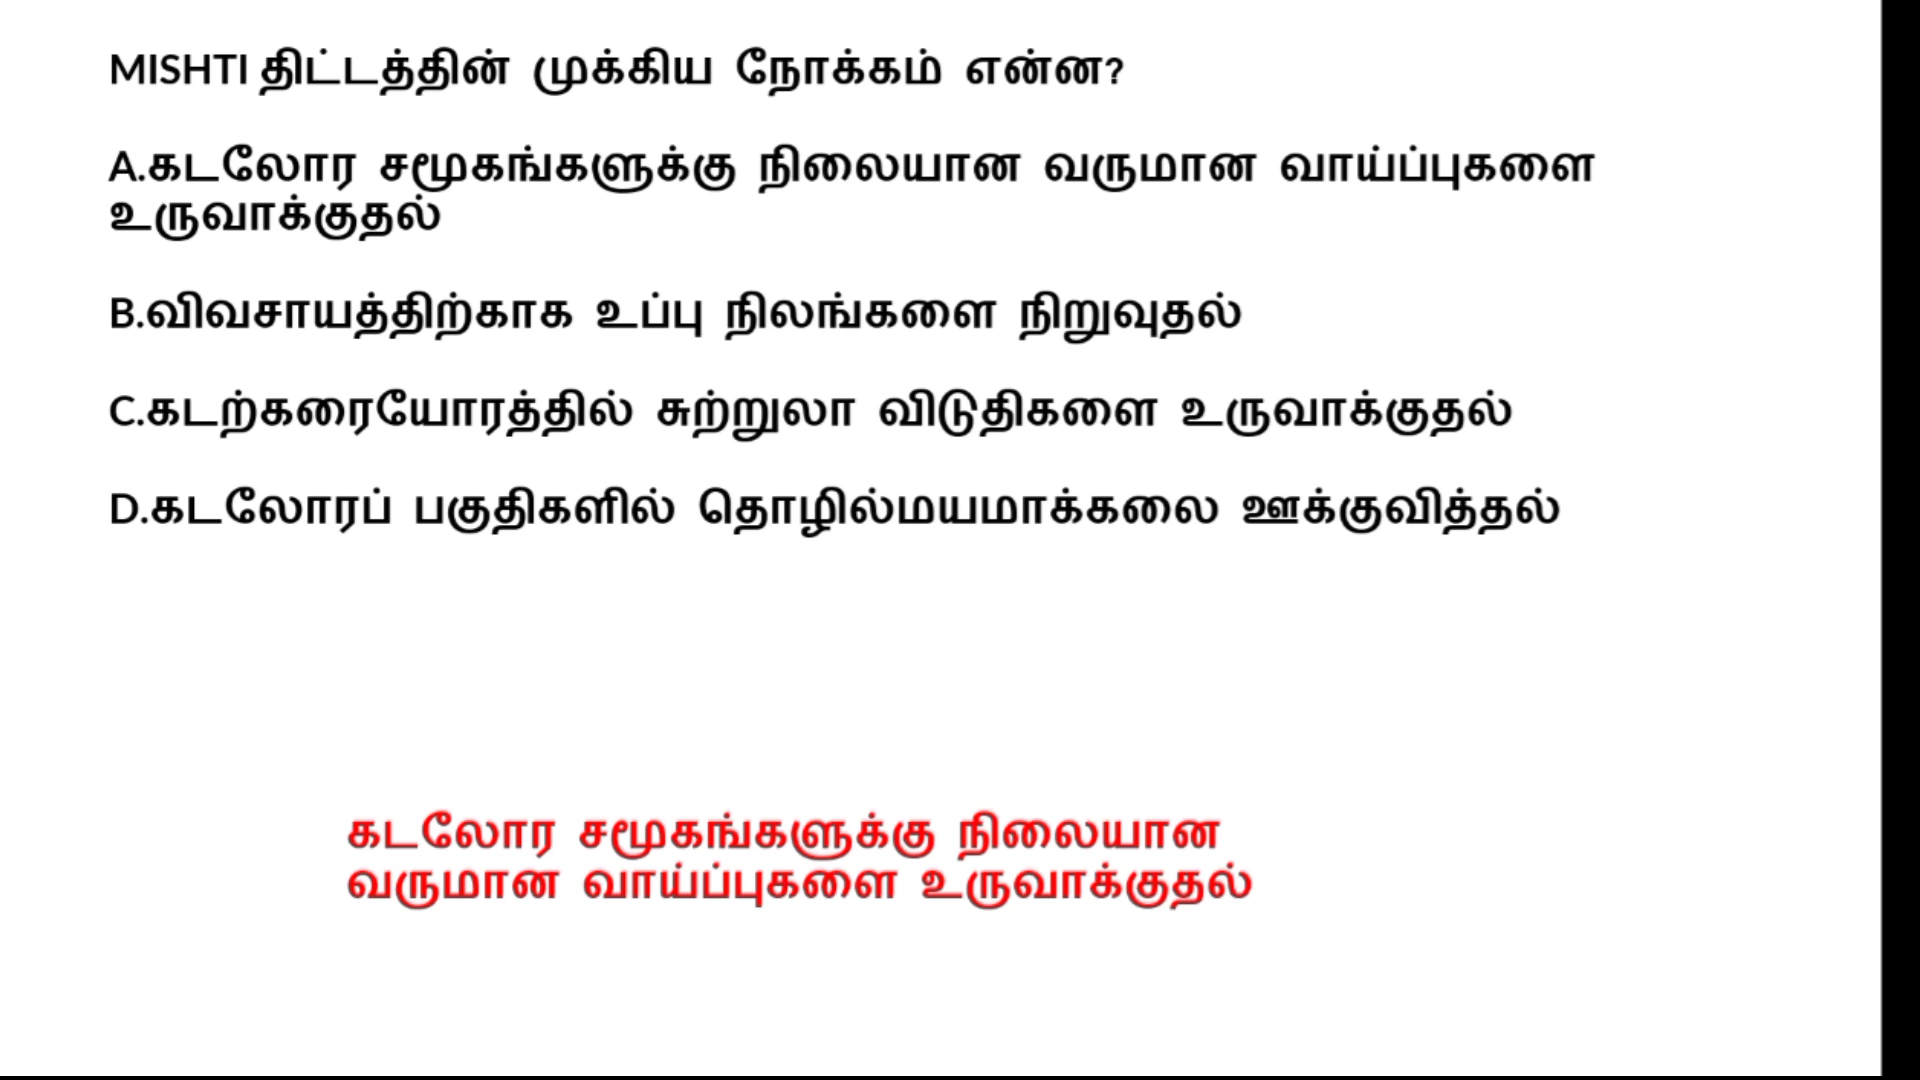 MISHTI திட்டத்தின் முக்கிய நோக்கம் என்ன?
A.கடலோர சமூகங்களுக்கு நிலையான வருமான வாய்ப்புகளை
உருவாக்குதல்
B.விவசாயத்திற்காக உப்பு நிலங்களை நிறுவுதல்
C.கடற்கரையோரத்தில் சுற்றுலா விடுதிகளை உருவாக்குதல்
D.கடலோரப் பகுதிகளில் தொழில்மயமாக்கலை ஊக்குவித்தல்
கடலோர சமூகங்களுக்கு நிலையான
வருமான வாய்ப்புகளை உருவாக்குதல்